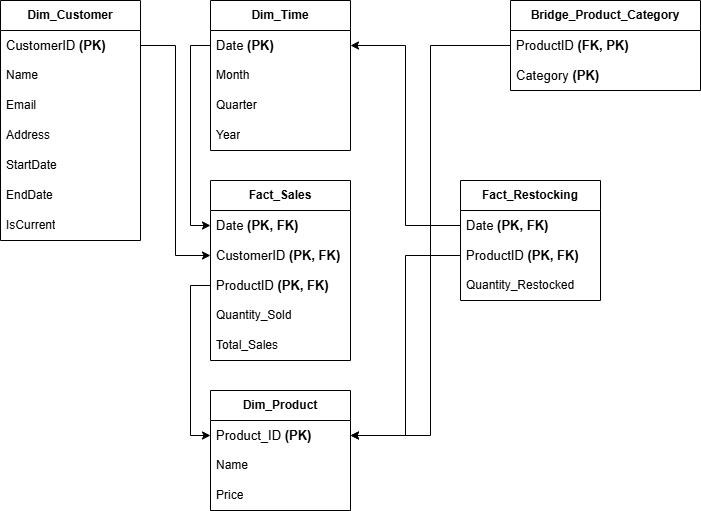 Dim_Customer
CustomerID (PK)
Name
Email
Address
StartDate
EndDate
IsCurrent
Dim_Time
Date (PK)
Month
Quarter
Year
Bridge_Product_Category
ProductID (FK, PK)
Category (PK)
Fact_Sales
Date (PK, FK)
CustomerID (PK, FK)
ProductID (PK, FK)
Quantity_Sold
Total_Sales
Fact_Restocking
Date (PK, FK)
ProductID (PK, FK)
Quantity_Restocked
Dim_Product
Product_ID (PK)
Name
Price